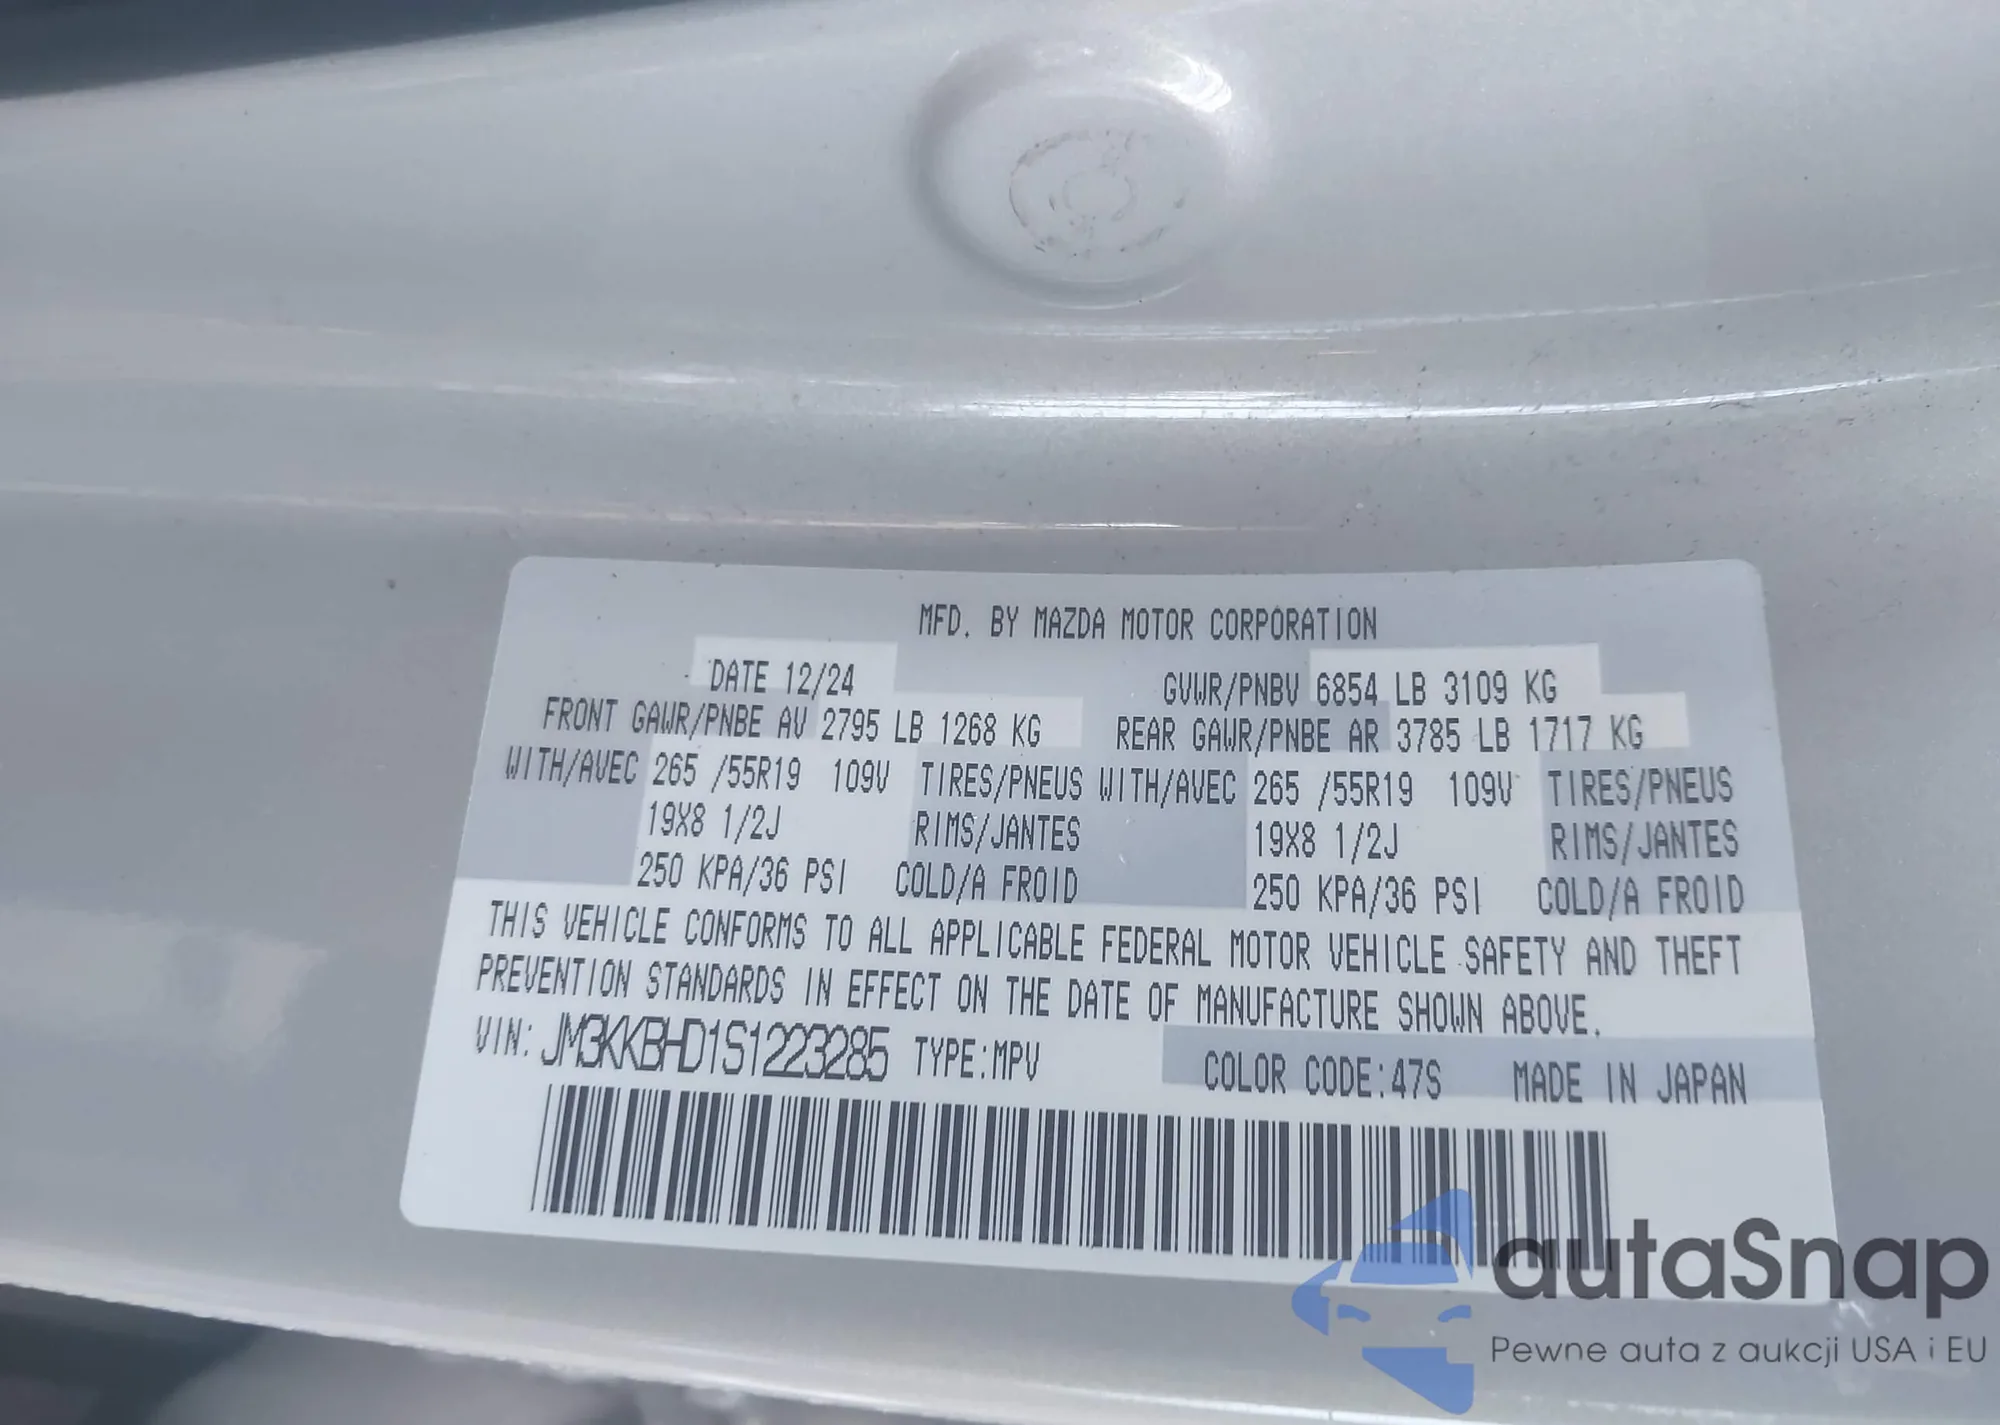 MFD. BY MAZDA MOTOR CORPORATION
DATE 12/24 GVWR/PNBV 6854 LB 3109 KG
FRONT GAWR/PNBE AV 2795 LB 1268 KG REAR GAWR/PNBE AR 3785 LB 1717 KG
WITH/AVEC 265 /55R19 109V TIRES/PNEUS WITH/AVEC 265 /55R19 109V TIRES/PNEUS
19X8 1/2J RIMS/JANTES 19X8 1/2J RIMS/JANTES
250 KPA/36 PSI COLD/A FROID 250 KPA/36 PSI COLD/A FROID
THIS VEHICLE CONFORMS TO ALL APPLICABLE FEDERAL MOTOR VEHICLE SAFETY AND THEFT
PREVENTION STANDARDS IN EFFECT ON THE DATE OF MANUFACTURE SHOWN ABOVE.
VIN: JM3KKBHD1S1223285 TYPE:MPV COLOR CODE:47S MADE IN JAPAN
autaSnap
Pewne auta z aukcji USA i EU